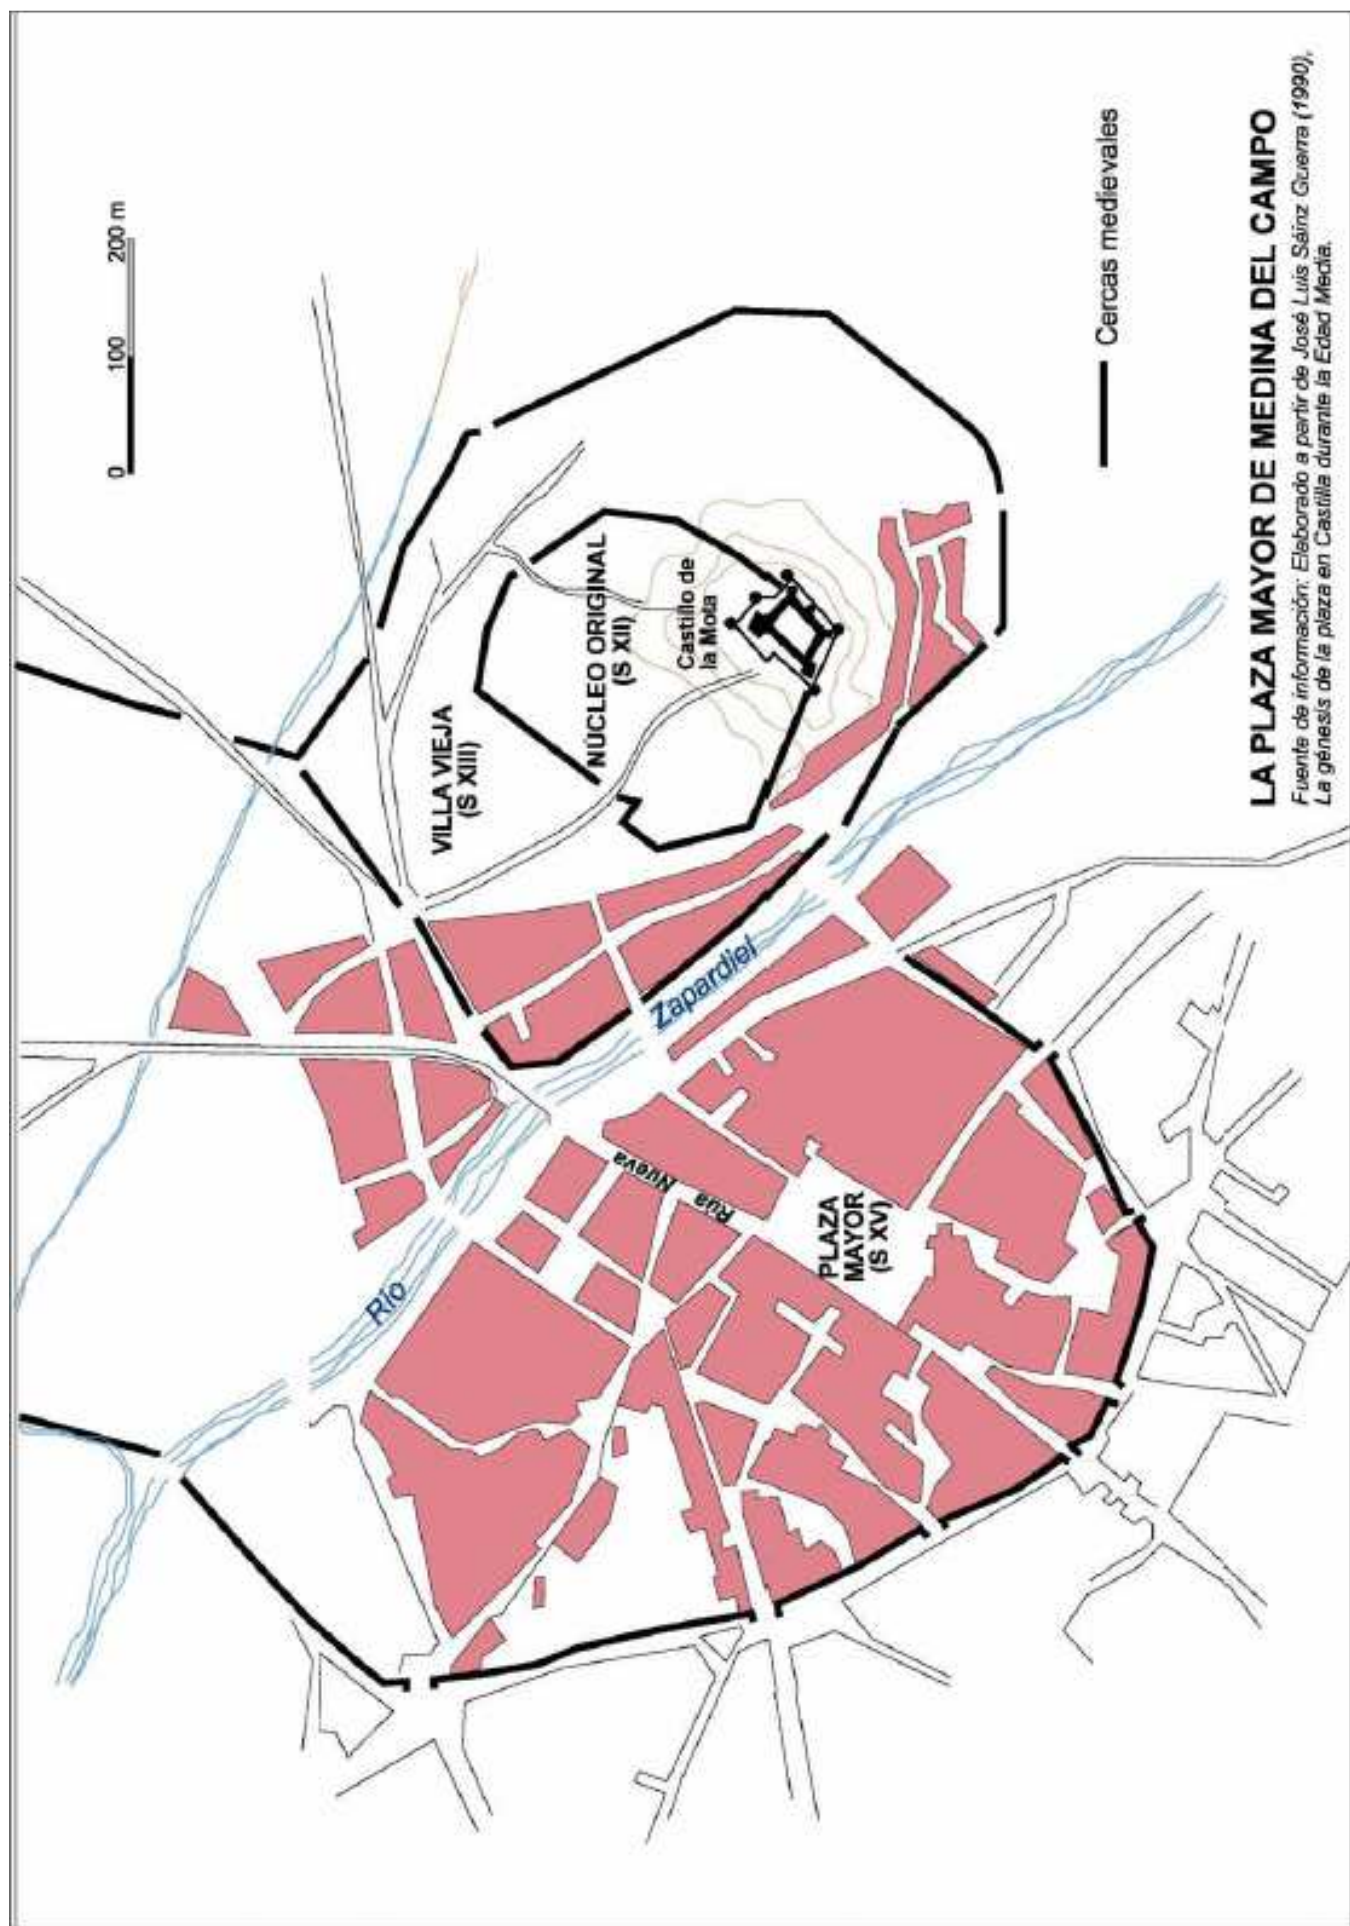 0 100 200 m
VILLA VIEJA
(S XIII)
NÚCLEO ORIGINAL
(S XII)
Castillo de
la Mota
Río
Zapardiel
Rúa Nueva
PLAZA
MAYOR
(S XV)
Cercas medievales
LA PLAZA MAYOR DE MEDINA DEL CAMPO
Fuente de información: Elaborado a partir de José Luis Sáinz Guerra (1990),
La génesis de la plaza en Castilla durante la Edad Media.